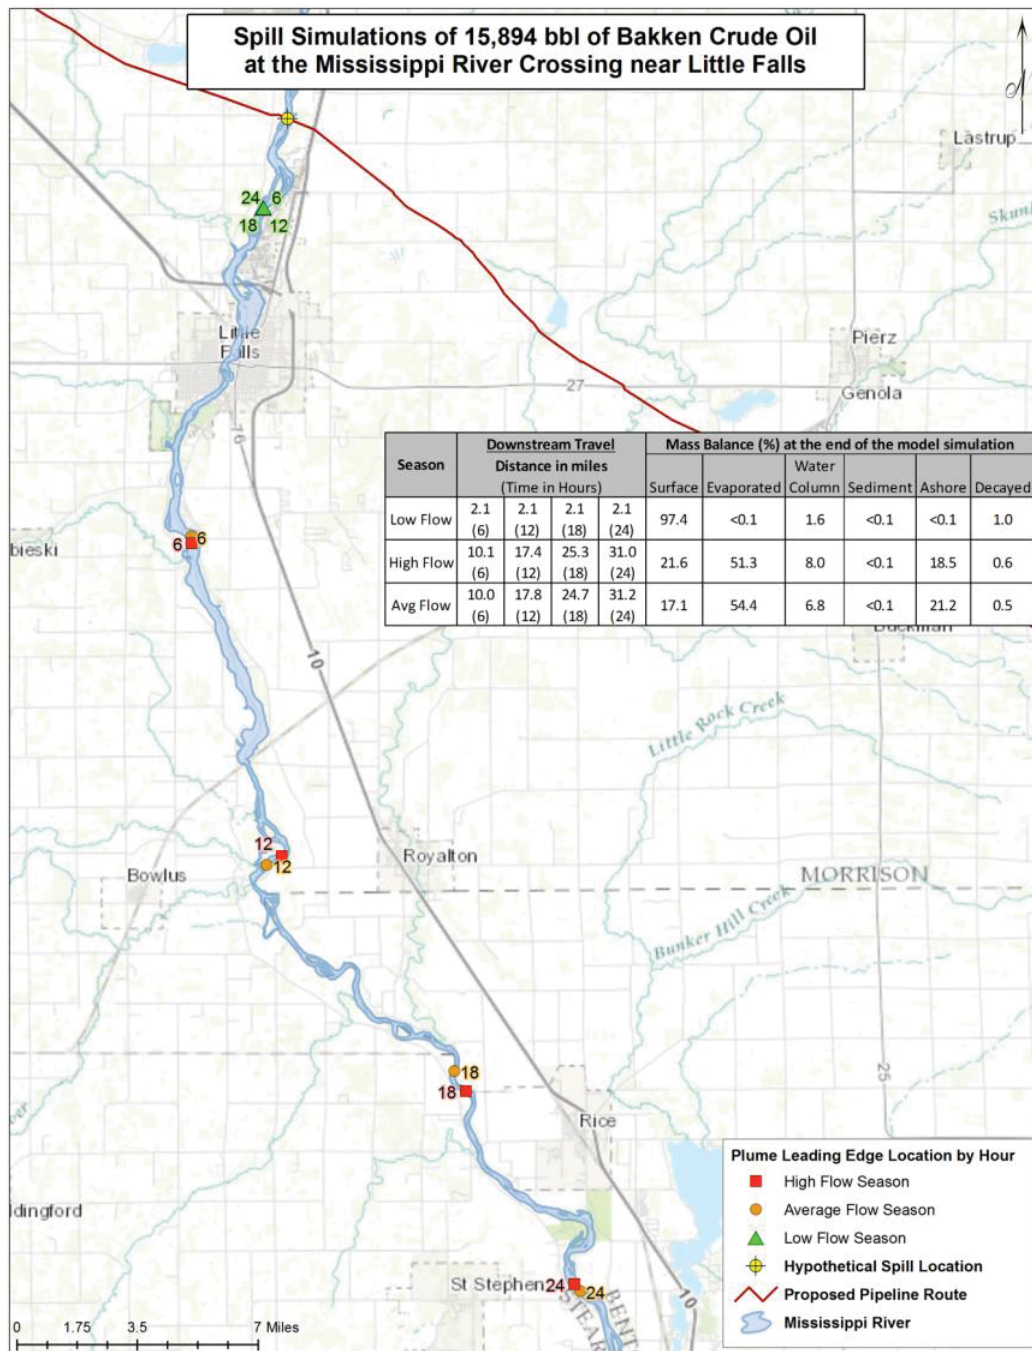 Spill Simulations of 15,894 bbl of Bakken Crude Oil
at the Mississippi River Crossing near Little Falls
N
Lastrup
Skunk
24 6
18 12
Little
Falls
Pierz
27
Genola
76
Season
Downstream Travel
Distance in miles
(Time in Hours)
Mass Balance (%) at the end of the model simulation
Surface Evaporated Water Column Sediment Ashore Decayed
Low Flow 2.1 (6) 2.1 (12) 2.1 (18) 2.1 (24) 97.4 <0.1 1.6 <0.1 <0.1 1.0
High Flow 10.1 (6) 17.4 (12) 25.3 (18) 31.0 (24) 21.6 51.3 8.0 <0.1 18.5 0.6
Avg Flow 10.0 (6) 17.8 (12) 24.7 (18) 31.2 (24) 17.1 54.4 6.8 <0.1 21.2 0.5
bieski
6 6
10
Little Rock Creek
12
12
Royalton
Bowlus
MORRISON
Bunker Hill Creek
18
18
25
Rice
ver
dingford
St Stephen
24 24
BENT
STEAR
10
Plume Leading Edge Location by Hour
High Flow Season
Average Flow Season
Low Flow Season
Hypothetical Spill Location
Proposed Pipeline Route
Mississippi River
0 1.75 3.5 7 Miles